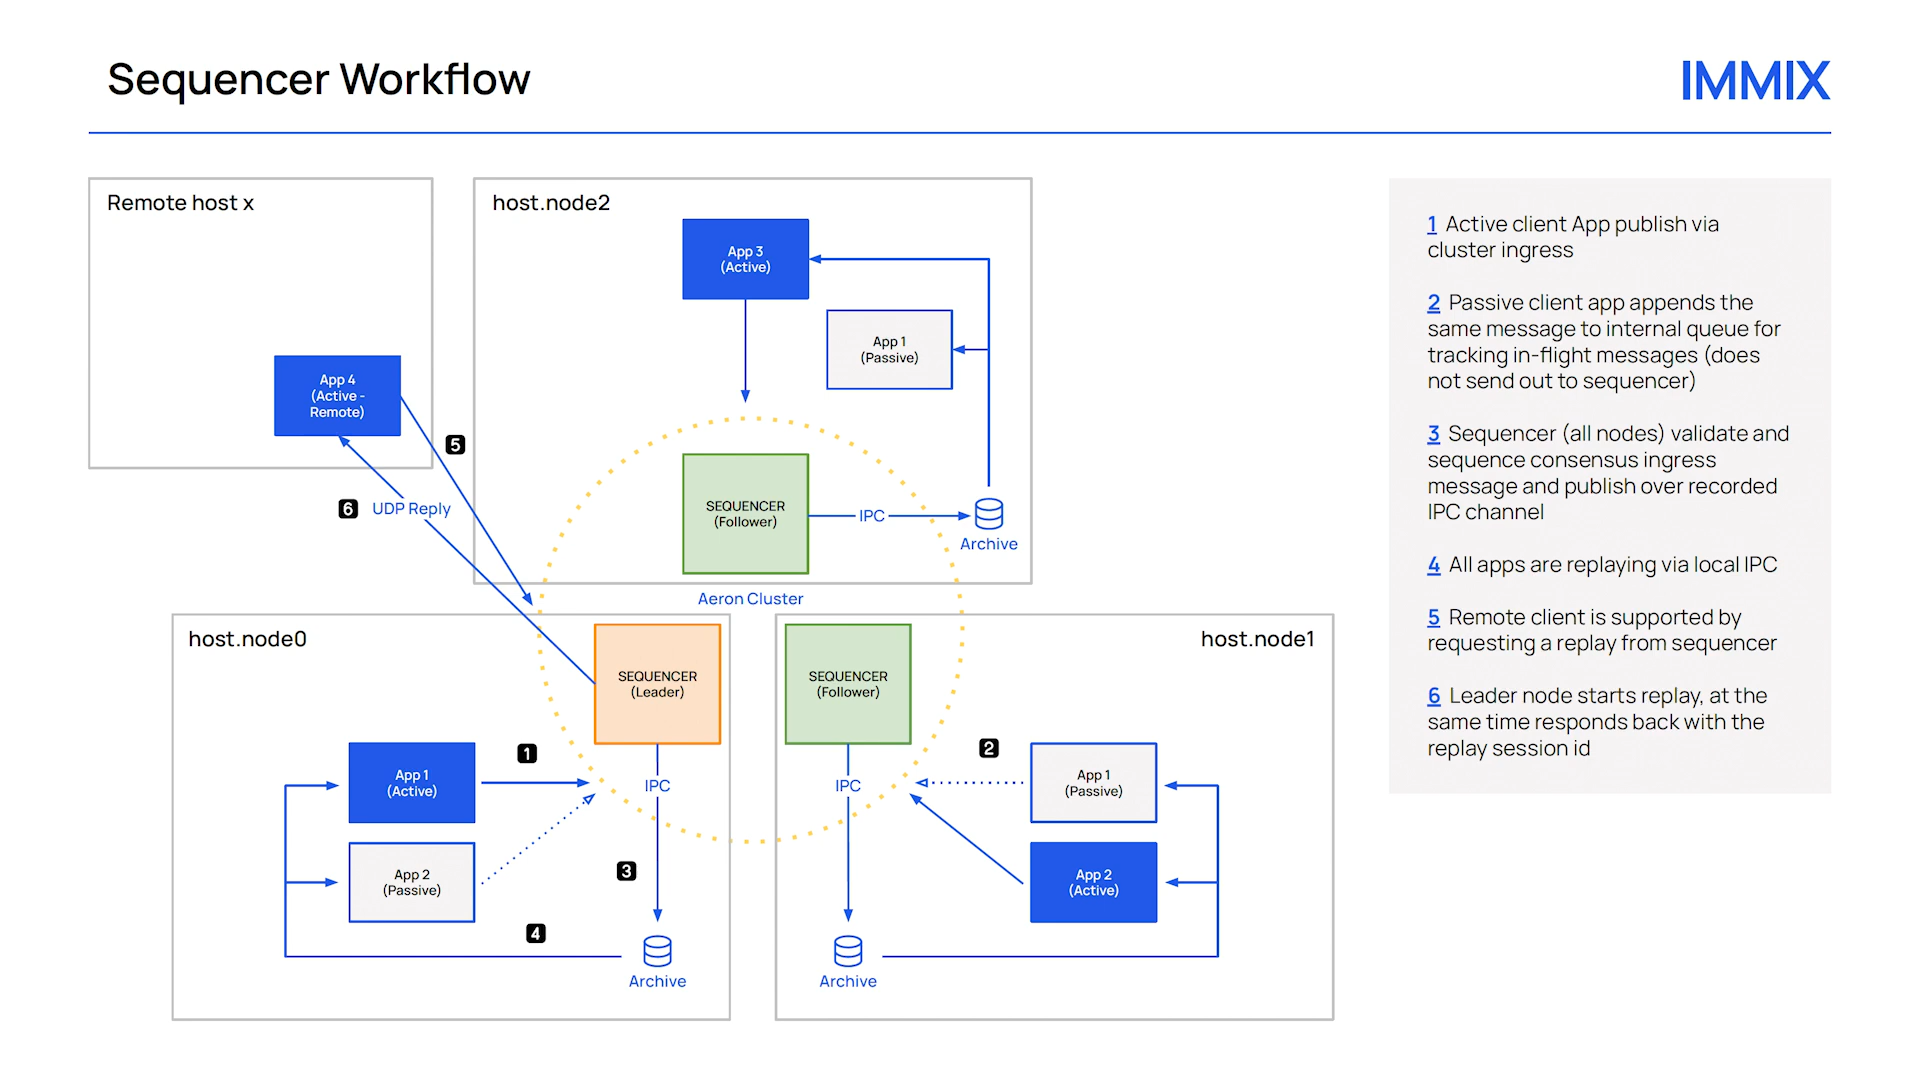 Sequencer Workflow
IMMIX
Remote host x
App 4
(Active -
Remote)
5
6
UDP Reply
host.node2
App 3
(Active)
App 1
(Passive)
SEQUENCER
(Follower)
IPC
Archive
Aeron Cluster
host.node0
SEQUENCER
(Leader)
1
App 1
(Active)
IPC
App 2
(Passive)
3
4
Archive
host.node1
SEQUENCER
(Follower)
2
App 1
(Passive)
IPC
App 2
(Active)
Archive
1 Active client App publish via
cluster ingress
2 Passive client app appends the
same message to internal queue for
tracking in-flight messages (does
not send out to sequencer)
3 Sequencer (all nodes) validate and
sequence consensus ingress
message and publish over recorded
IPC channel
4 All apps are replaying via local IPC
5 Remote client is supported by
requesting a replay from sequencer
6 Leader node starts replay, at the
same time responds back with the
replay session id